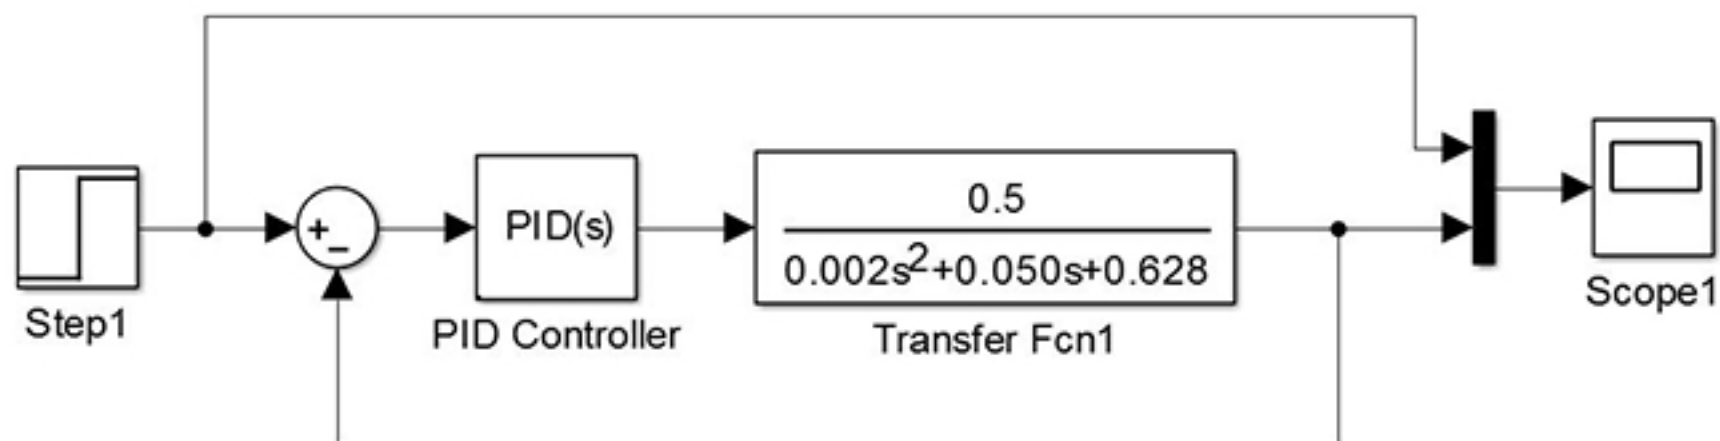 Step1
+
−
PID(s)
PID Controller
0.5
0.002s²+0.050s+0.628
Transfer Fcn1
Scope1